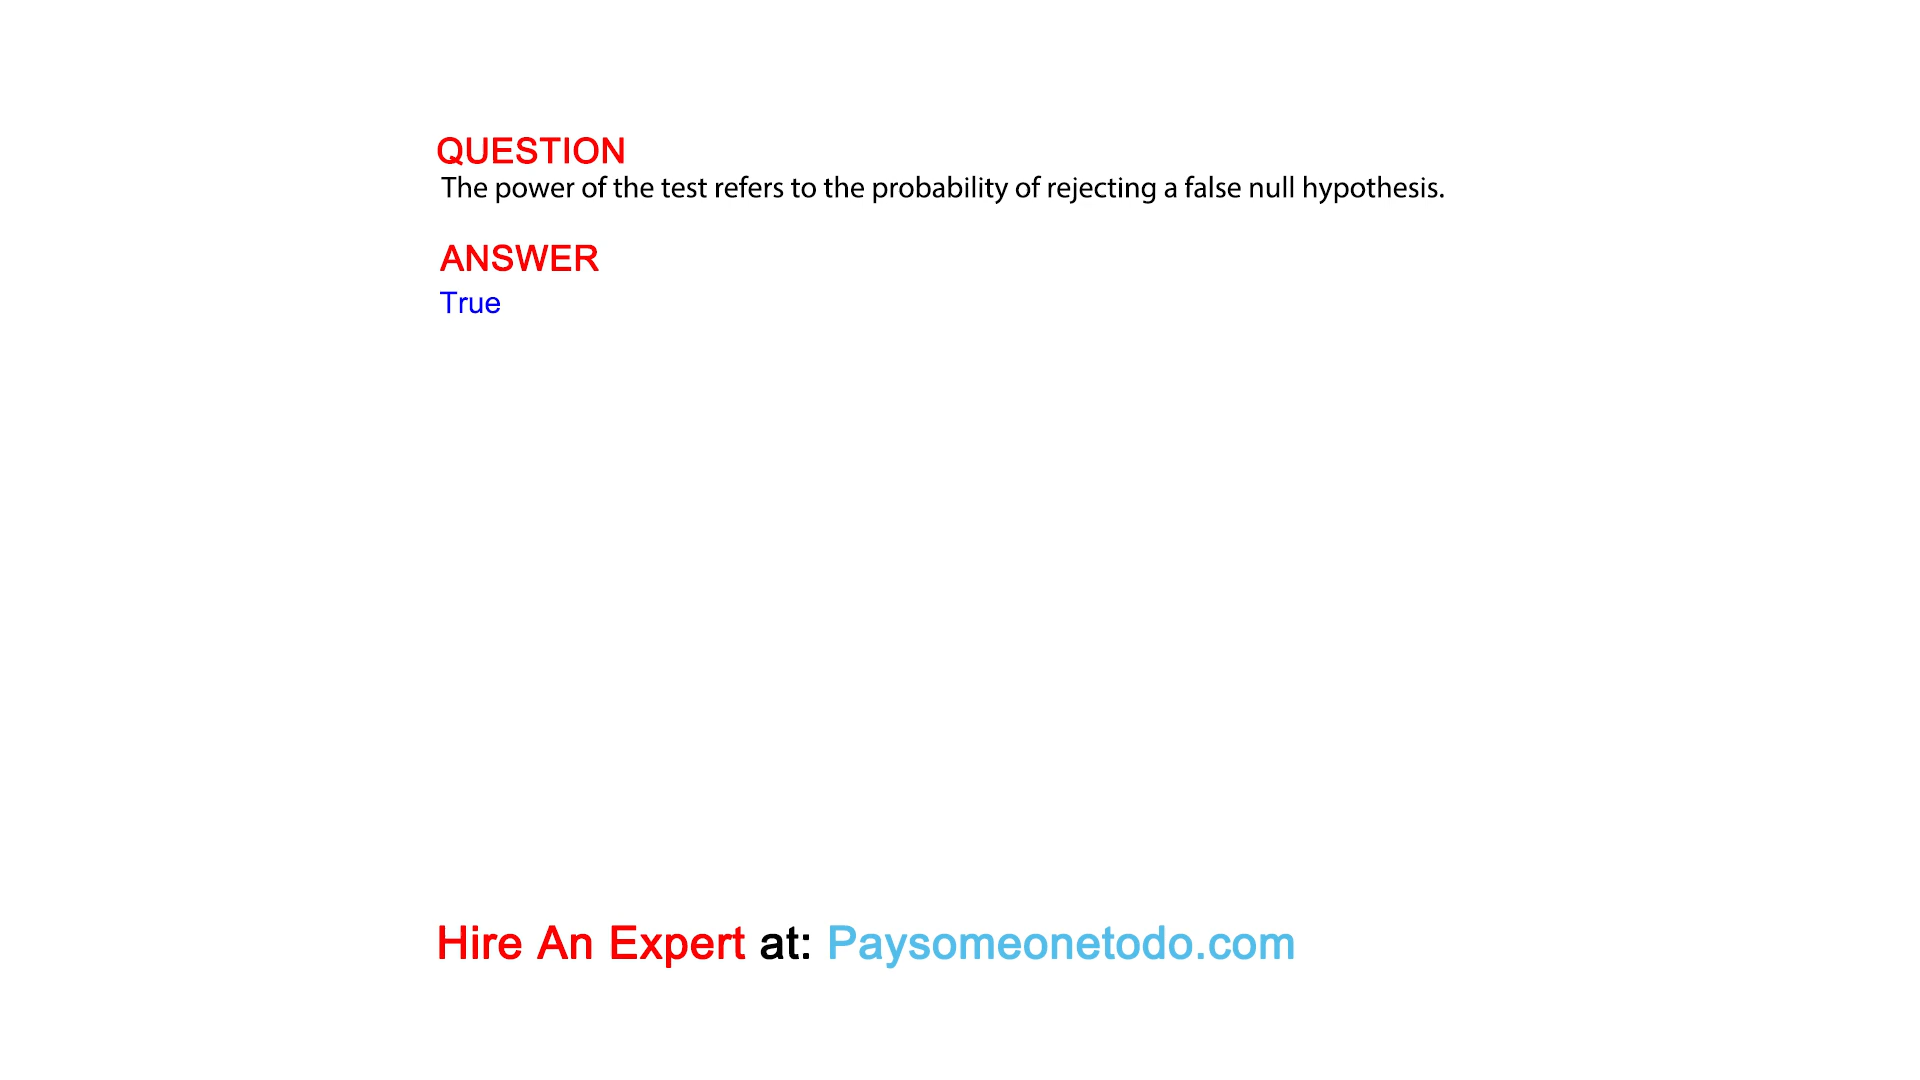 QUESTION
The power of the test refers to the probability of rejecting a false null hypothesis.
ANSWER
True
Hire An Expert at: Paysomeonetodo.com